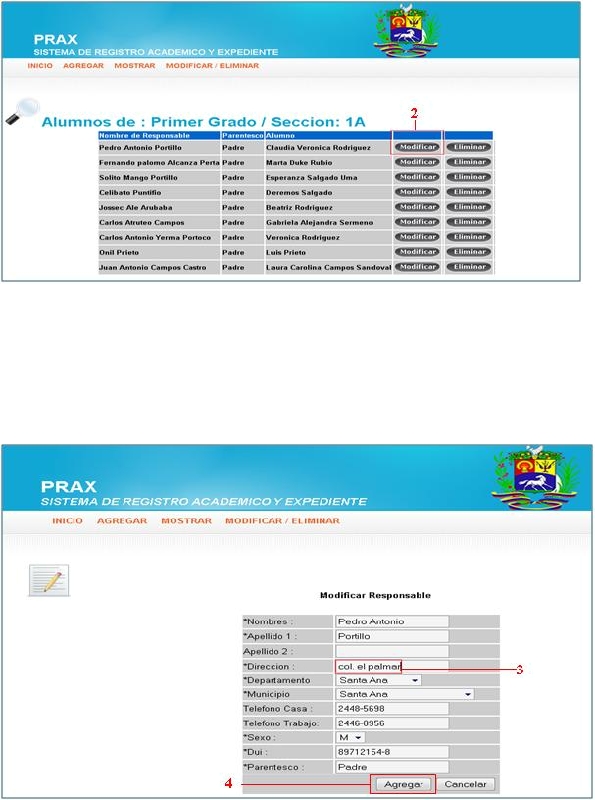 PRAX
SISTEMA DE REGISTRO ACADEMICO Y EXPEDIENTE
INICIO AGREGAR MOSTRAR MODIFICAR / ELIMINAR
Alumnos de : Primer Grado / Seccion: 1A
2
Nombre de Responsable Parentesco Alumno
Pedro Antonio Portillo Padre Claudia Veronica Rodriguez Modificar Eliminar
Fernando palomo Alcanza Perta Padre Marta Duke Rubio Modificar Eliminar
Solito Mango Portillo Padre Esperanza Salgado Uma Modificar Eliminar
Celibato Puntifio Padre Deremos Salgado Modificar Eliminar
Jossec Ale Arubaba Padre Beatriz Rodriguez Modificar Eliminar
Carlos Atruteo Campos Padre Gabriela Alejandra Sermeno Modificar Eliminar
Carlos Antonio Yerma Portoco Padre Veronica Rodriguez Modificar Eliminar
Onil Prieto Padre Luis Prieto Modificar Eliminar
Juan Antonio Campos Castro Padre Laura Carolina Campos Sandoval Modificar Eliminar
PRAX
SISTEMA DE REGISTRO ACADEMICO Y EXPEDIENTE
INICIO AGREGAR MOSTRAR MODIFICAR / ELIMINAR
Modificar Responsable
*Nombres : Pedro Antonio
*Apellido 1 : Portillo
Apellido 2 :
*Direccion : col. el palmar 3
*Departamento Santa Ana
*Municipio Santa Ana
Telefono Casa : 2448-5698
Telefono Trabajo: 2446-0956
*Sexo : M
*Dui : 89712154-8
*Parentesco : Padre
4 Agregar Cancelar